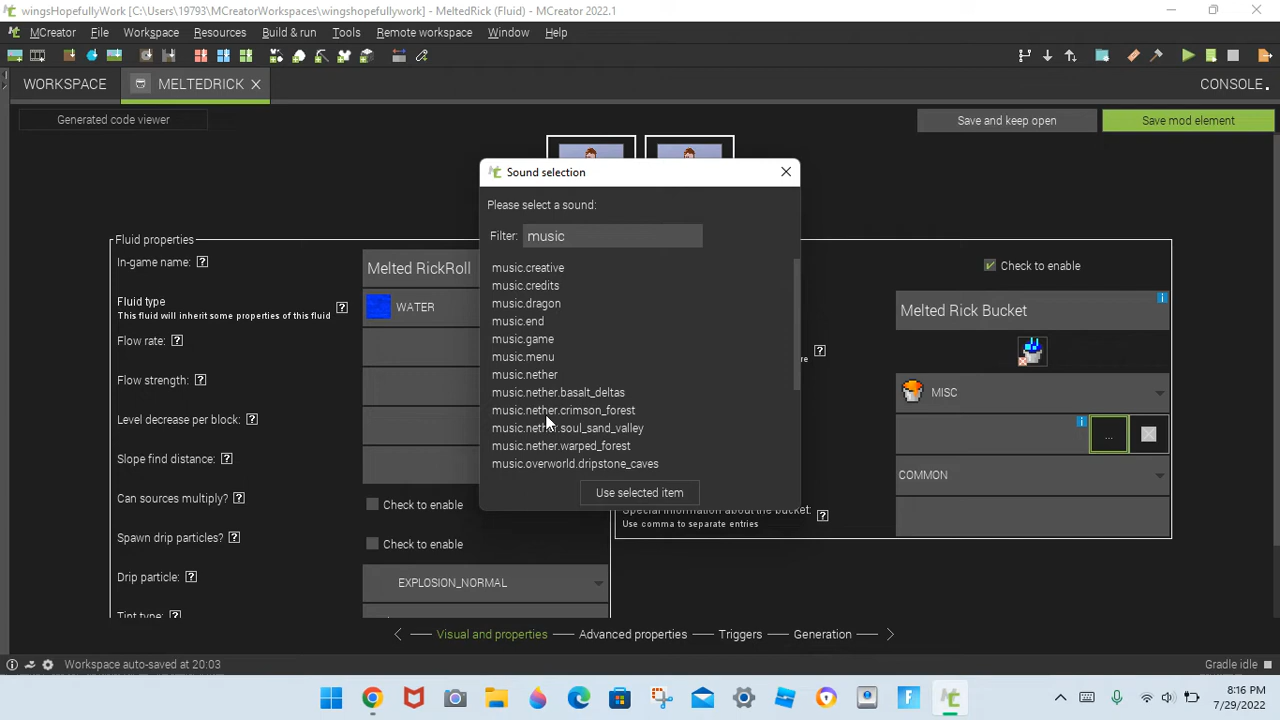 wingsHopefullyWork [C:\Users\19793\MCreatorWorkspaces\wingshopefullywork] - MeltedRick (Fluid) - MCreator 2022.1
MCreator File Workspace Resources Build & run Tools Remote workspace Window Help
WORKSPACE MELTEDRICK CONSOLE
Generated code viewer Save and keep open Save mod element
Sound selection
Please select a sound:
Filter: music
music.creative
music.credits
music.dragon
music.end
music.game
music.menu
music.nether
music.nether.basalt_deltas
music.nether.crimson_forest
music.nether.soul_sand_valley
music.nether.warped_forest
music.overworld.dripstone_caves
Use selected item
Fluid properties
In-game name: ? Melted RickRoll
Fluid type
This fluid will inherit some properties of this fluid ? WATER
Flow rate: ?
Flow strength: ?
Level decrease per block: ?
Slope find distance: ?
Can sources multiply? ? Check to enable
Spawn drip particles? ? Check to enable
Drip particle: ? EXPLOSION_NORMAL
Tint type: ?
Check to enable
Melted Rick Bucket
?
MISC
...
COMMON
Special information about the bucket:
Use comma to separate entries ?
Visual and properties Advanced properties Triggers Generation
Workspace auto-saved at 20:03 Gradle idle
8:16 PM
7/29/2022